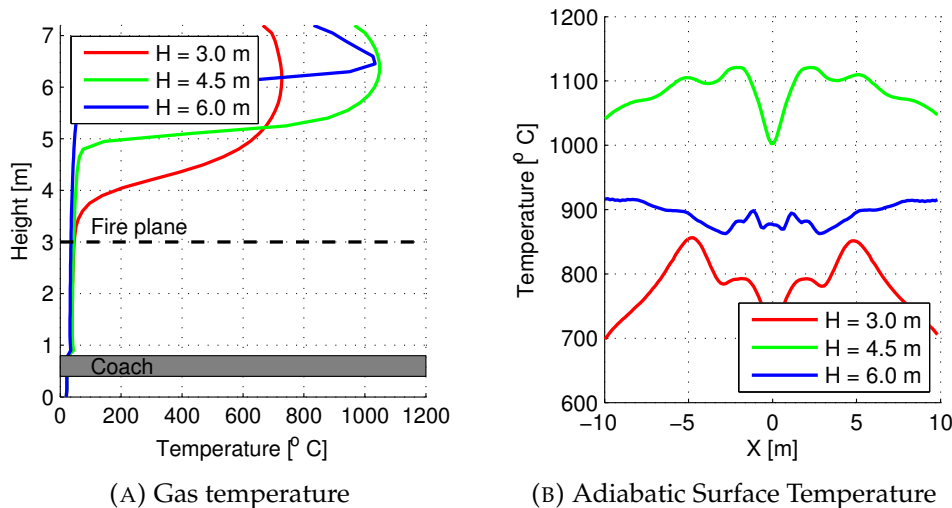 7
6
5
4
3
2
1
0
Height [m]
H = 3.0 m
H = 4.5 m
H = 6.0 m
Fire plane
Coach
0 200 400 600 800 1000 1200
Temperature [° C]
(A) Gas temperature
1200
1100
1000
900
800
700
600
Temperature [° C]
H = 3.0 m
H = 4.5 m
H = 6.0 m
−10 −5 0 5 10
X [m]
(B) Adiabatic Surface Temperature